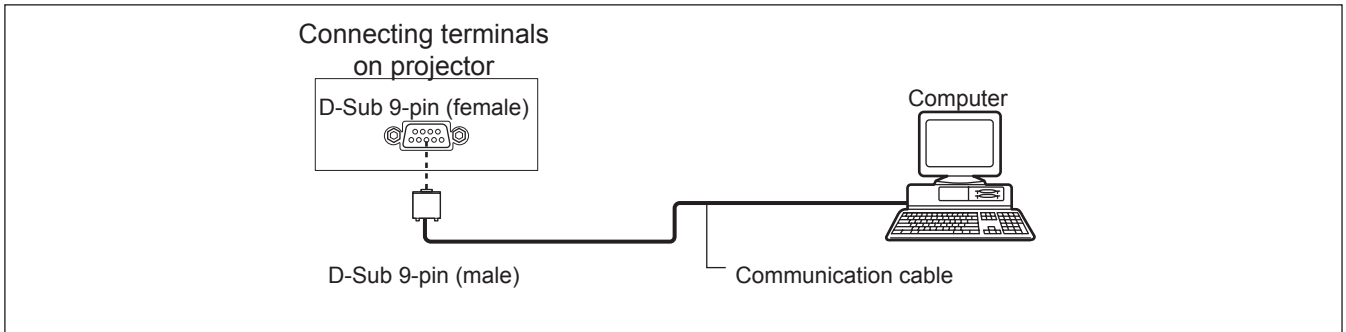 Connecting terminals
on projector
D-Sub 9-pin (female)
Computer
D-Sub 9-pin (male)
Communication cable